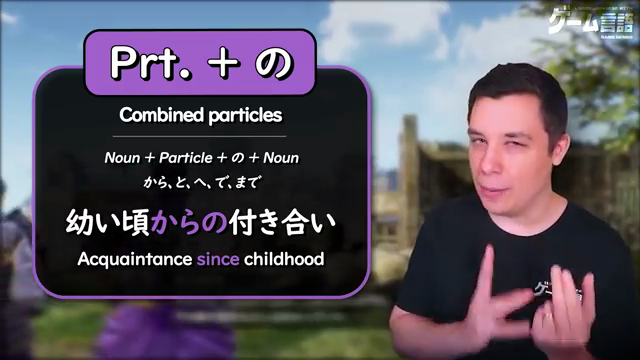 ゲーム言語
Prt. + の
Combined particles
Noun + Particle + の + Noun
から、と、へ、で、まで
幼い頃からの付き合い
Acquaintance since childhood